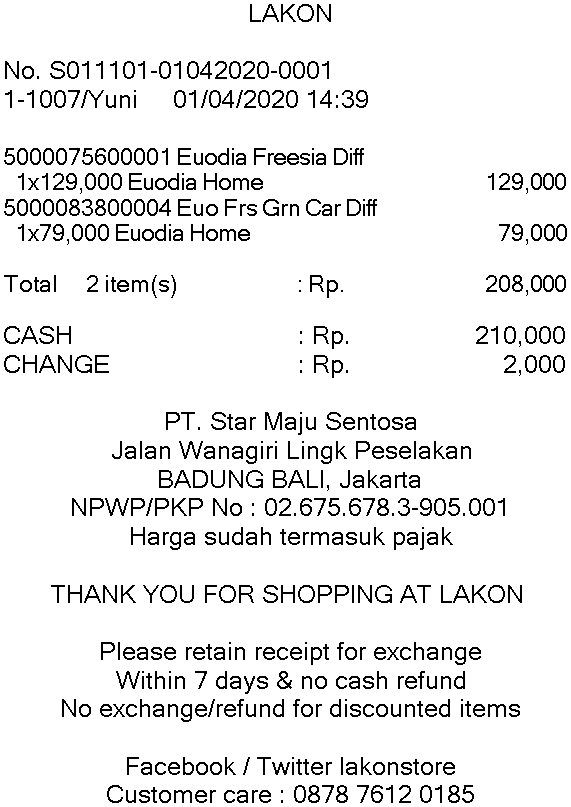 LAKON
No. S011101-01042020-0001
1-1007/Yuni 01/04/2020 14:39
5000075600001 Euodia Freesia Diff
1x129,000 Euodia Home 129,000
5000083800004 Euo Frs Grn Car Diff
1x79,000 Euodia Home 79,000
Total 2 item(s) : Rp. 208,000
CASH : Rp. 210,000
CHANGE : Rp. 2,000
PT. Star Maju Sentosa
Jalan Wanagiri Lingk Peselakan
BADUNG BALI, Jakarta
NPWP/PKP No : 02.675.678.3-905.001
Harga sudah termasuk pajak
THANK YOU FOR SHOPPING AT LAKON
Please retain receipt for exchange
Within 7 days & no cash refund
No exchange/refund for discounted items
Facebook / Twitter lakonstore
Customer care : 0878 7612 0185